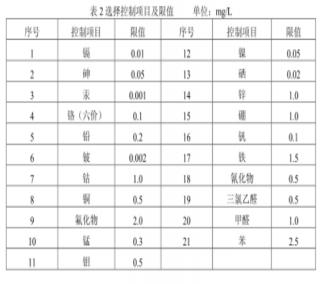 表 2 选择控制项目及限值 单位：mg/L
序号 控制项目 限值 序号 控制项目 限值
1 镉 0.01 12 镍 0.05
2 砷 0.05 13 硒 0.02
3 汞 0.001 14 锌 1.0
4 铬（六价） 0.1 15 硼 1.0
5 铅 0.2 16 钒 0.1
6 铍 0.002 17 铁 1.5
7 钴 1.0 18 氰化物 0.5
8 铜 0.5 19 三氯乙醛 0.5
9 氟化物 2.0 20 甲醛 1.0
10 锰 0.3 21 苯 2.5
11 钼 0.5